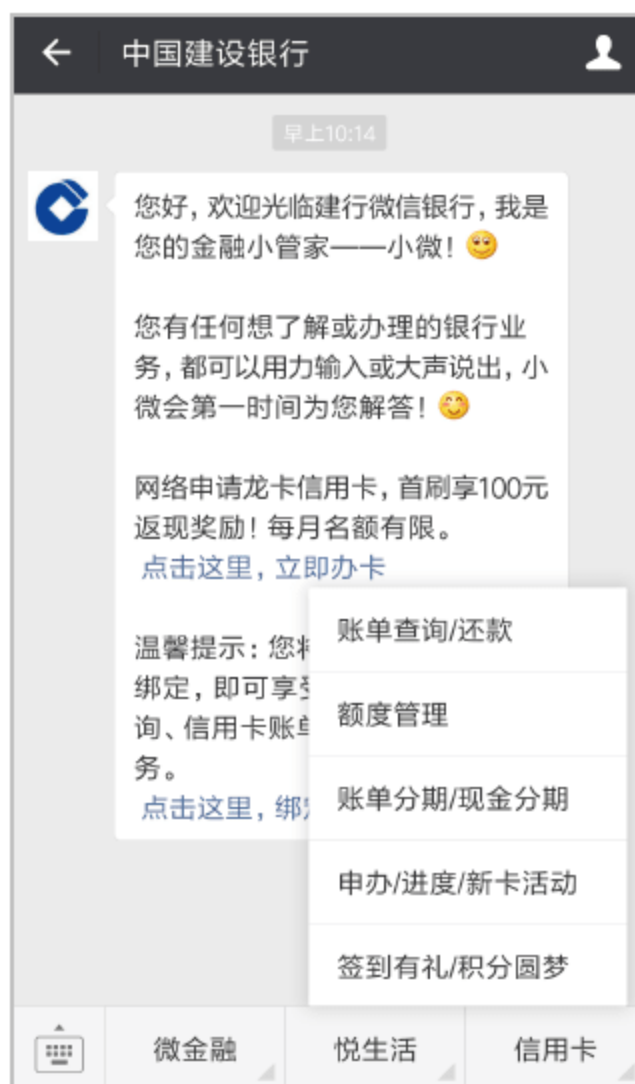 中国建设银行
早上10:14
您好，欢迎光临建行微信银行，我是
您的金融小管家——小微！
您有任何想了解或办理的银行业
务，都可以用力输入或大声说出，小
微会第一时间为您解答！
网络申请龙卡信用卡，首刷享100元
返现奖励！每月名额有限。
点击这里，立即办卡
温馨提示：您
绑定，即可享
询、信用卡账
务。
点击这里，绑
账单查询/还款
额度管理
账单分期/现金分期
申办/进度/新卡活动
签到有礼/积分圆梦
微金融
悦生活
信用卡